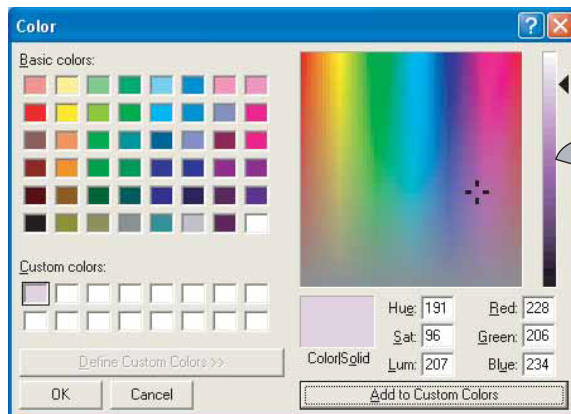 Color
Basic colors:
Custom colors:
Define Custom Colors >>
OK Cancel
Color|Solid
Hue: 191 Red: 228
Sat: 96 Green: 206
Lum: 207 Blue: 234
Add to Custom Colors